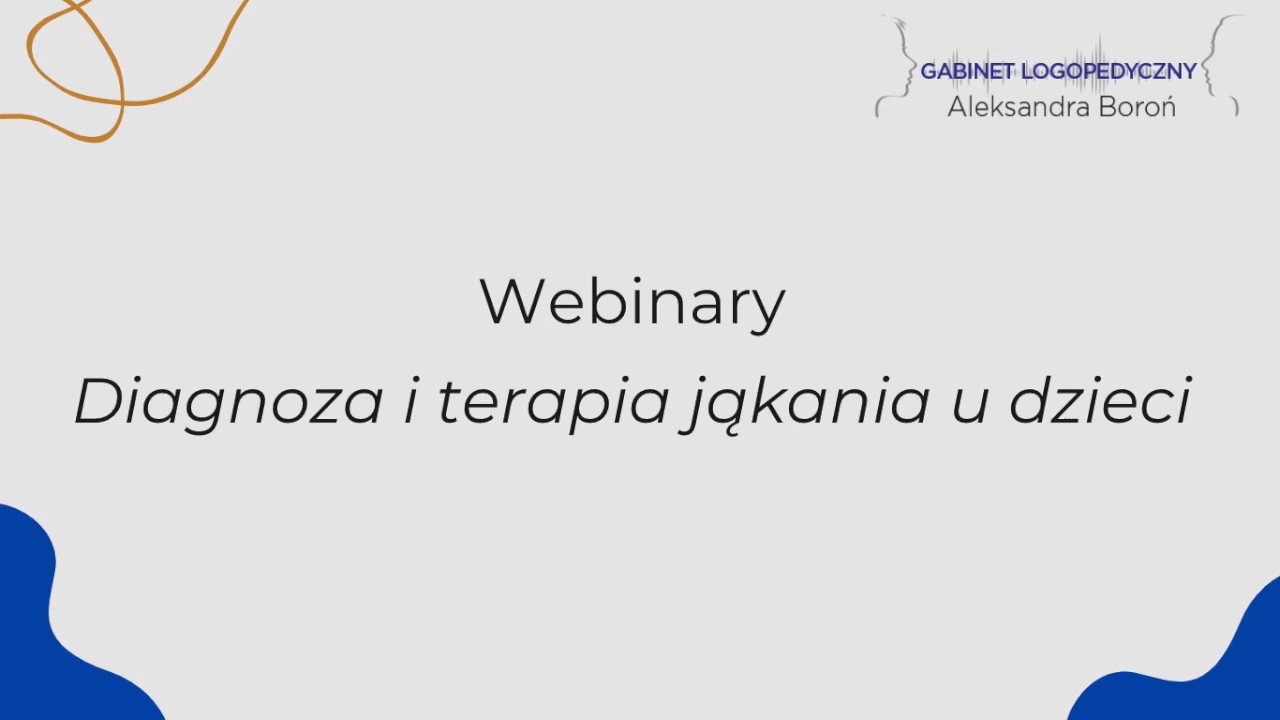 GABINET LOGOPEDYCZNY
Aleksandra Boroń
Webinary
Diagnoza i terapia jąkania u dzieci